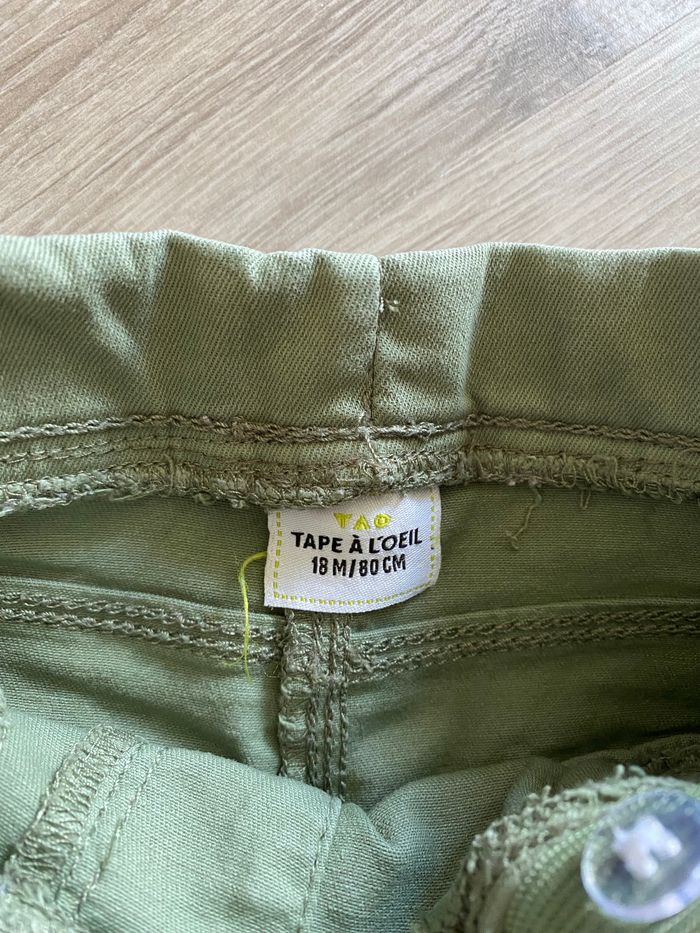 TAO
TAPE À L'OEIL
18 M/80 CM